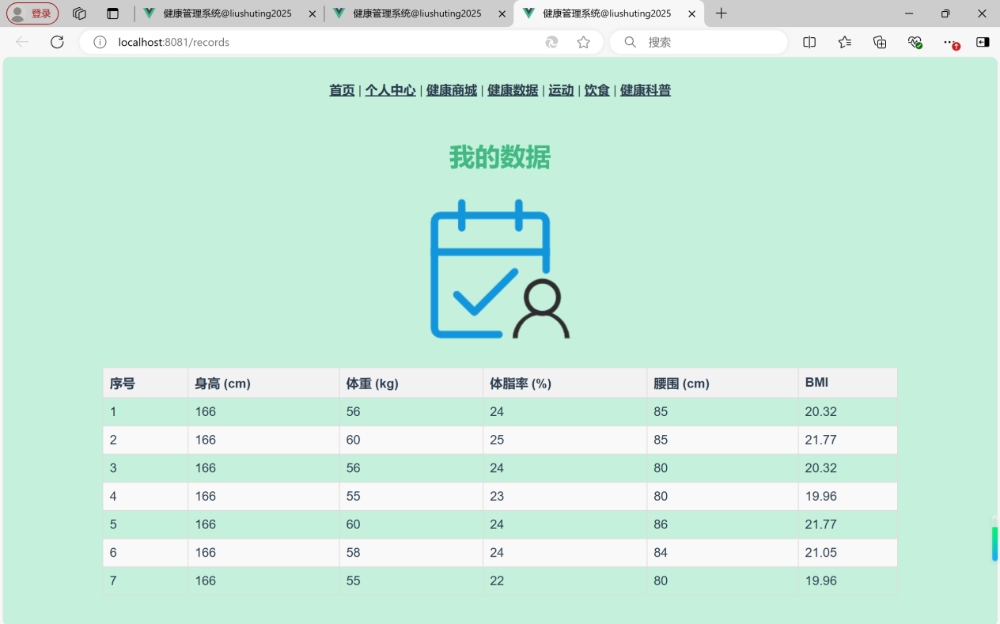 登录 健康管理系统@liushuting2025 健康管理系统@liushuting2025 健康管理系统@liushuting2025
localhost:8081/records 搜索
首页 | 个人中心 | 健康商城 | 健康数据 | 运动 | 饮食 | 健康科普
我的数据
序号 身高 (cm) 体重 (kg) 体脂率 (%) 腰围 (cm) BMI
1 166 56 24 85 20.32
2 166 60 25 85 21.77
3 166 56 24 80 20.32
4 166 55 23 80 19.96
5 166 60 24 86 21.77
6 166 58 24 84 21.05
7 166 55 22 80 19.96